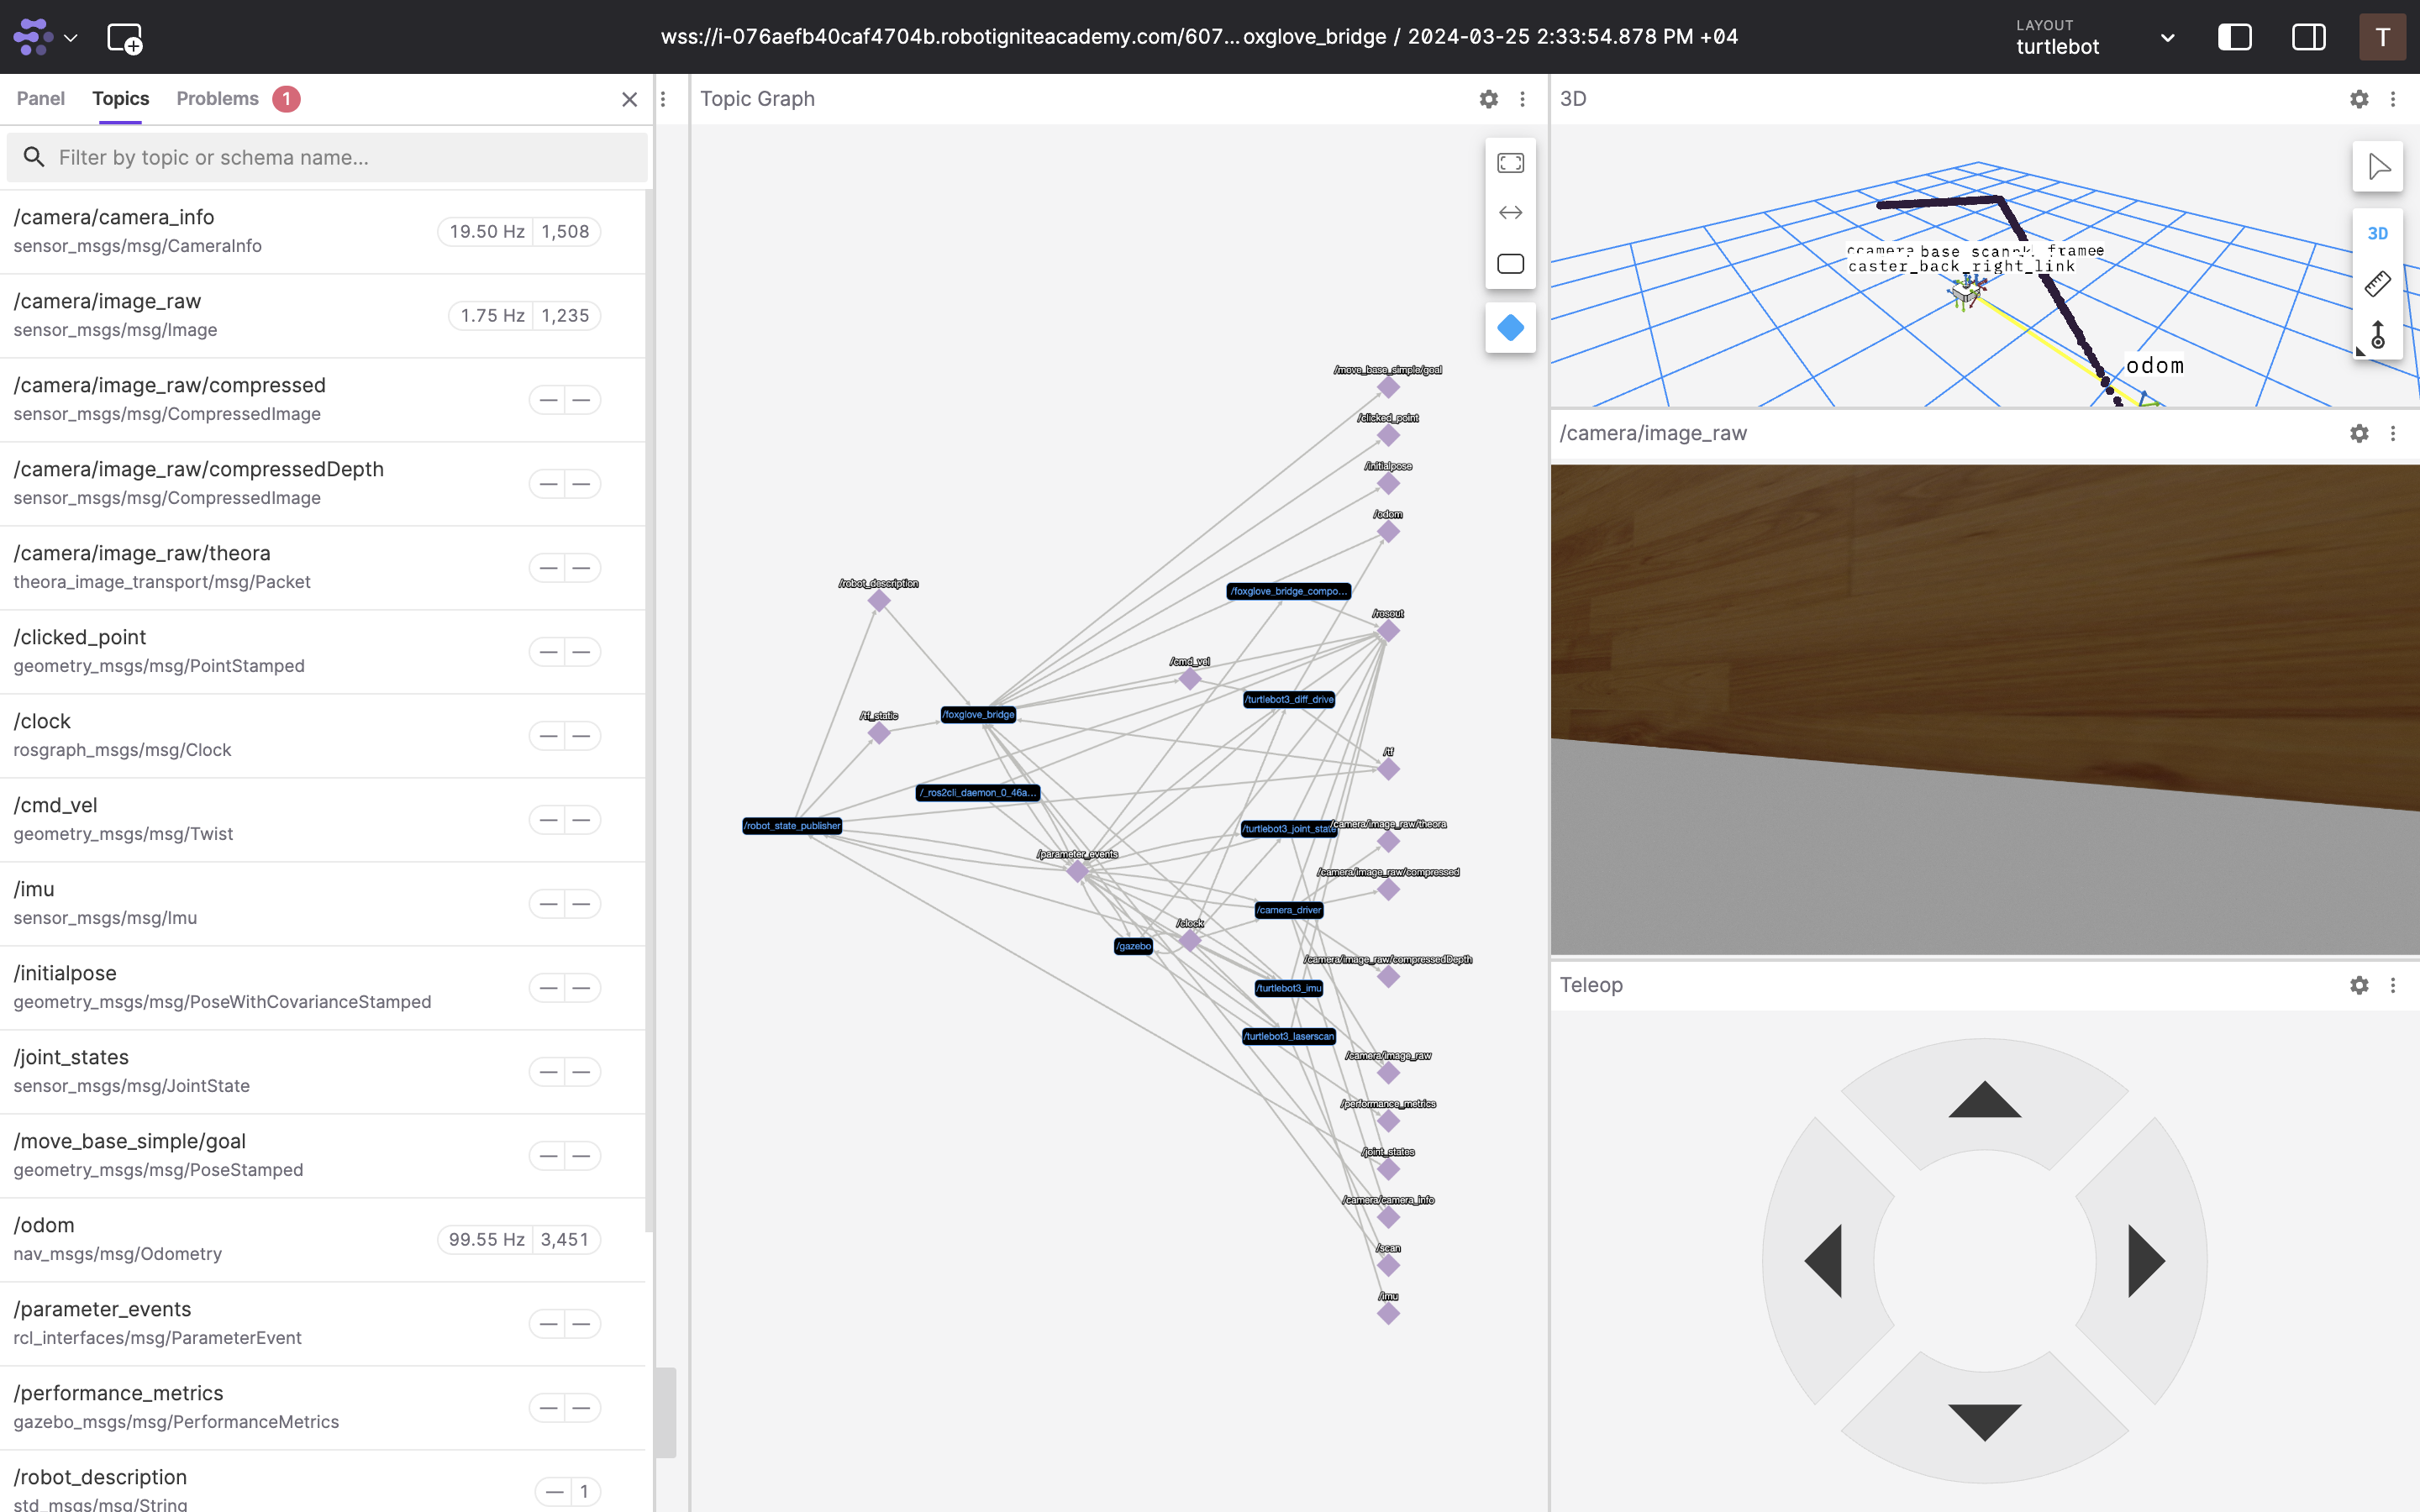 wss://i-076aefb40caf4704b.robotigniteacademy.com/607...oxglove_bridge / 2024-03-25 2:33:54.878 PM +04
LAYOUT
turtlebot
T
Panel
Topics
Problems
1
Filter by topic or schema name...
/camera/camera_info
sensor_msgs/msg/CameraInfo
19.50 Hz
1,508
/camera/image_raw
sensor_msgs/msg/Image
1.75 Hz
1,235
/camera/image_raw/compressed
sensor_msgs/msg/CompressedImage
— —
/camera/image_raw/compressedDepth
sensor_msgs/msg/CompressedImage
— —
/camera/image_raw/theora
theora_image_transport/msg/Packet
— —
/clicked_point
geometry_msgs/msg/PointStamped
— —
/clock
rosgraph_msgs/msg/Clock
— —
/cmd_vel
geometry_msgs/msg/Twist
— —
/imu
sensor_msgs/msg/Imu
— —
/initialpose
geometry_msgs/msg/PoseWithCovarianceStamped
— —
/joint_states
sensor_msgs/msg/JointState
— —
/move_base_simple/goal
geometry_msgs/msg/PoseStamped
— —
/odom
nav_msgs/msg/Odometry
99.55 Hz
3,451
/parameter_events
rcl_interfaces/msg/ParameterEvent
— —
/performance_metrics
gazebo_msgs/msg/PerformanceMetrics
— —
/robot_description
std_msgs/msg/String
— 1
Topic Graph
/move_base_simple/goal
/clicked_point
/initialpose
/odom
/robot_description
/foxglove_bridge_compo...
/rosout
/cmd_vel
/turtlebot3_diff_drive
/tf_static
/foxglove_bridge
/tf
/_ros2cli_daemon_0_46a...
/robot_state_publisher
/turtlebot3_joint_state
/camera/image_raw/theora
/parameter_events
/camera/image_raw/compressed
/camera_driver
/clock
/gazebo
/camera/image_raw/compressedDepth
/turtlebot3_imu
/turtlebot3_laserscan
/camera/image_raw
/performance_metrics
/joint_states
/camera/camera_info
/scan
/imu
3D
3D
base_scan
caster_back_right_link
odom
/camera/image_raw
Teleop